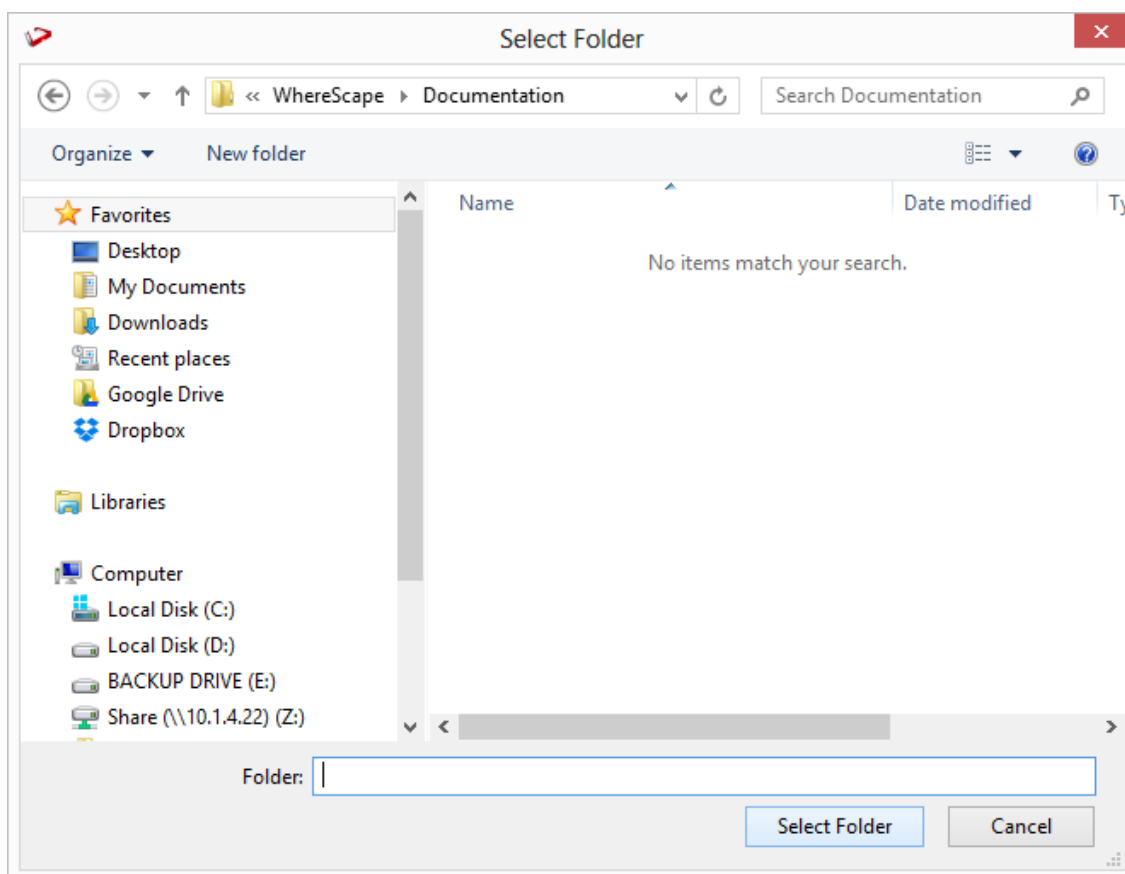 Select Folder
« WhereScape Documentation
Search Documentation
Organize
New folder
Name
Date modified
No items match your search.
Favorites
Desktop
My Documents
Downloads
Recent places
Google Drive
Dropbox
Libraries
Computer
Local Disk (C:)
Local Disk (D:)
BACKUP DRIVE (E:)
Share (\\10.1.4.22) (Z:)
Folder:
Select Folder
Cancel